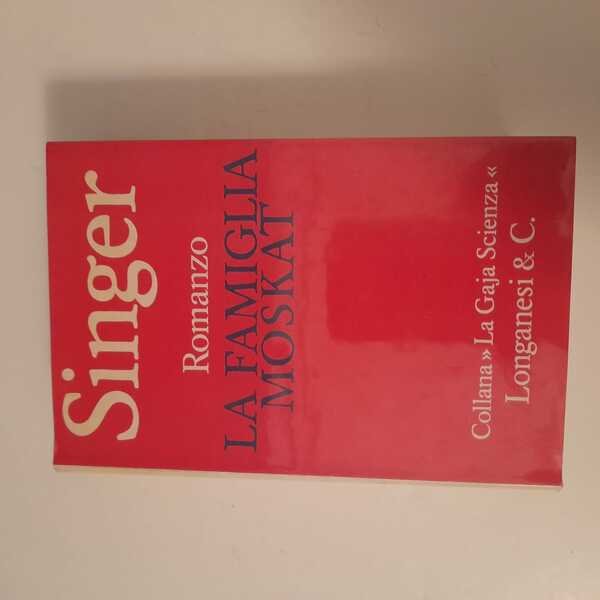 Singer
Romanzo
LA FAMIGLIA
MOSKAT
Collana» La Gaja Scienza«
Longanesi & C.